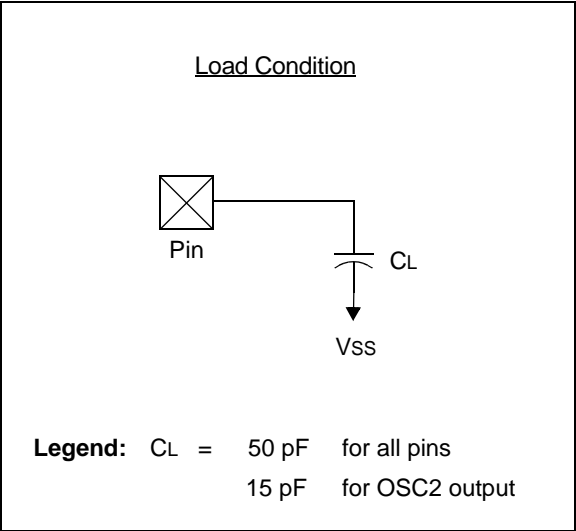 Load Condition
Pin
CL
VSS
Legend: CL = 50 pF for all pins
15 pF for OSC2 output